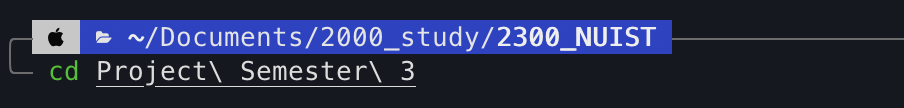 ~/Documents/2000_study/2300_NUIST
cd Project\ Semester\ 3